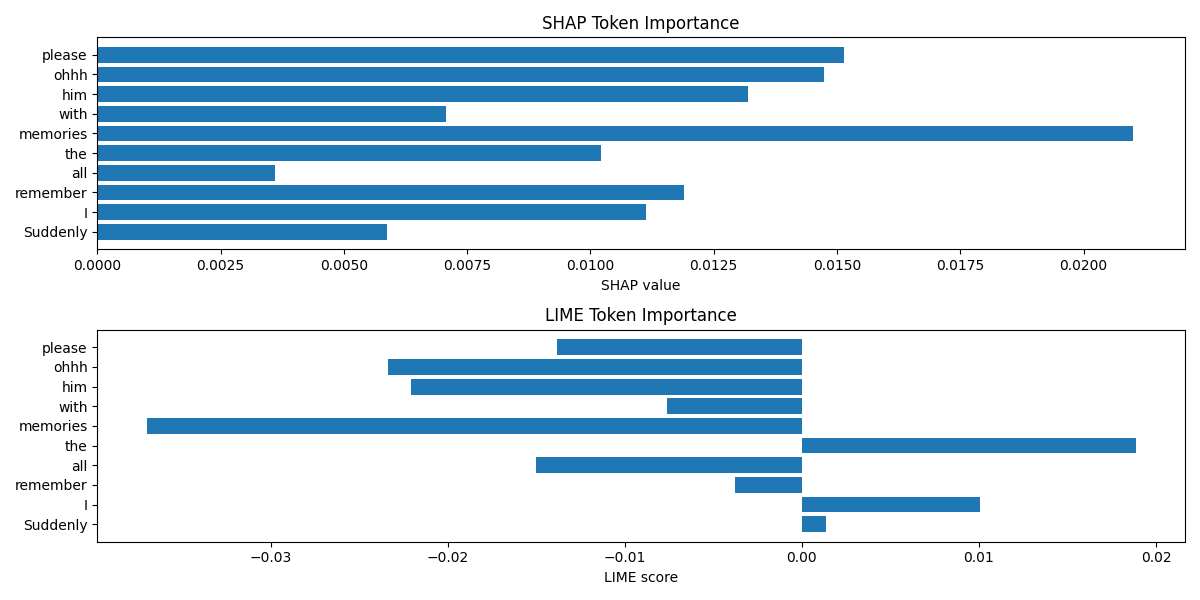 SHAP Token Importance
please
ohhh
him
with
memories
the
all
remember
I
Suddenly
0.0000 0.0025 0.0050 0.0075 0.0100 0.0125 0.0150 0.0175 0.0200
SHAP value
LIME Token Importance
please
ohhh
him
with
memories
the
all
remember
I
Suddenly
−0.03 −0.02 −0.01 0.00 0.01 0.02
LIME score